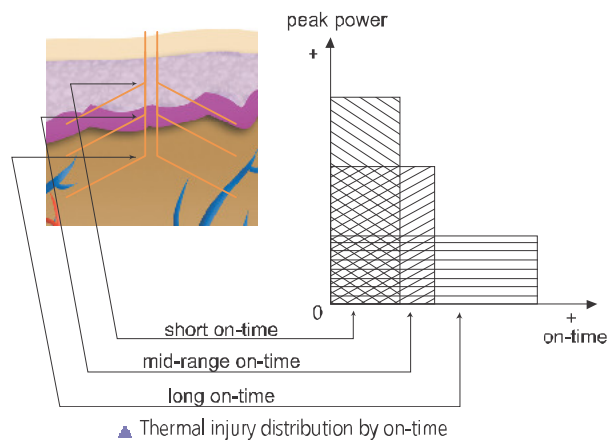 peak power
+
0
+
on-time
short on-time
mid-range on-time
long on-time
Thermal injury distribution by on-time